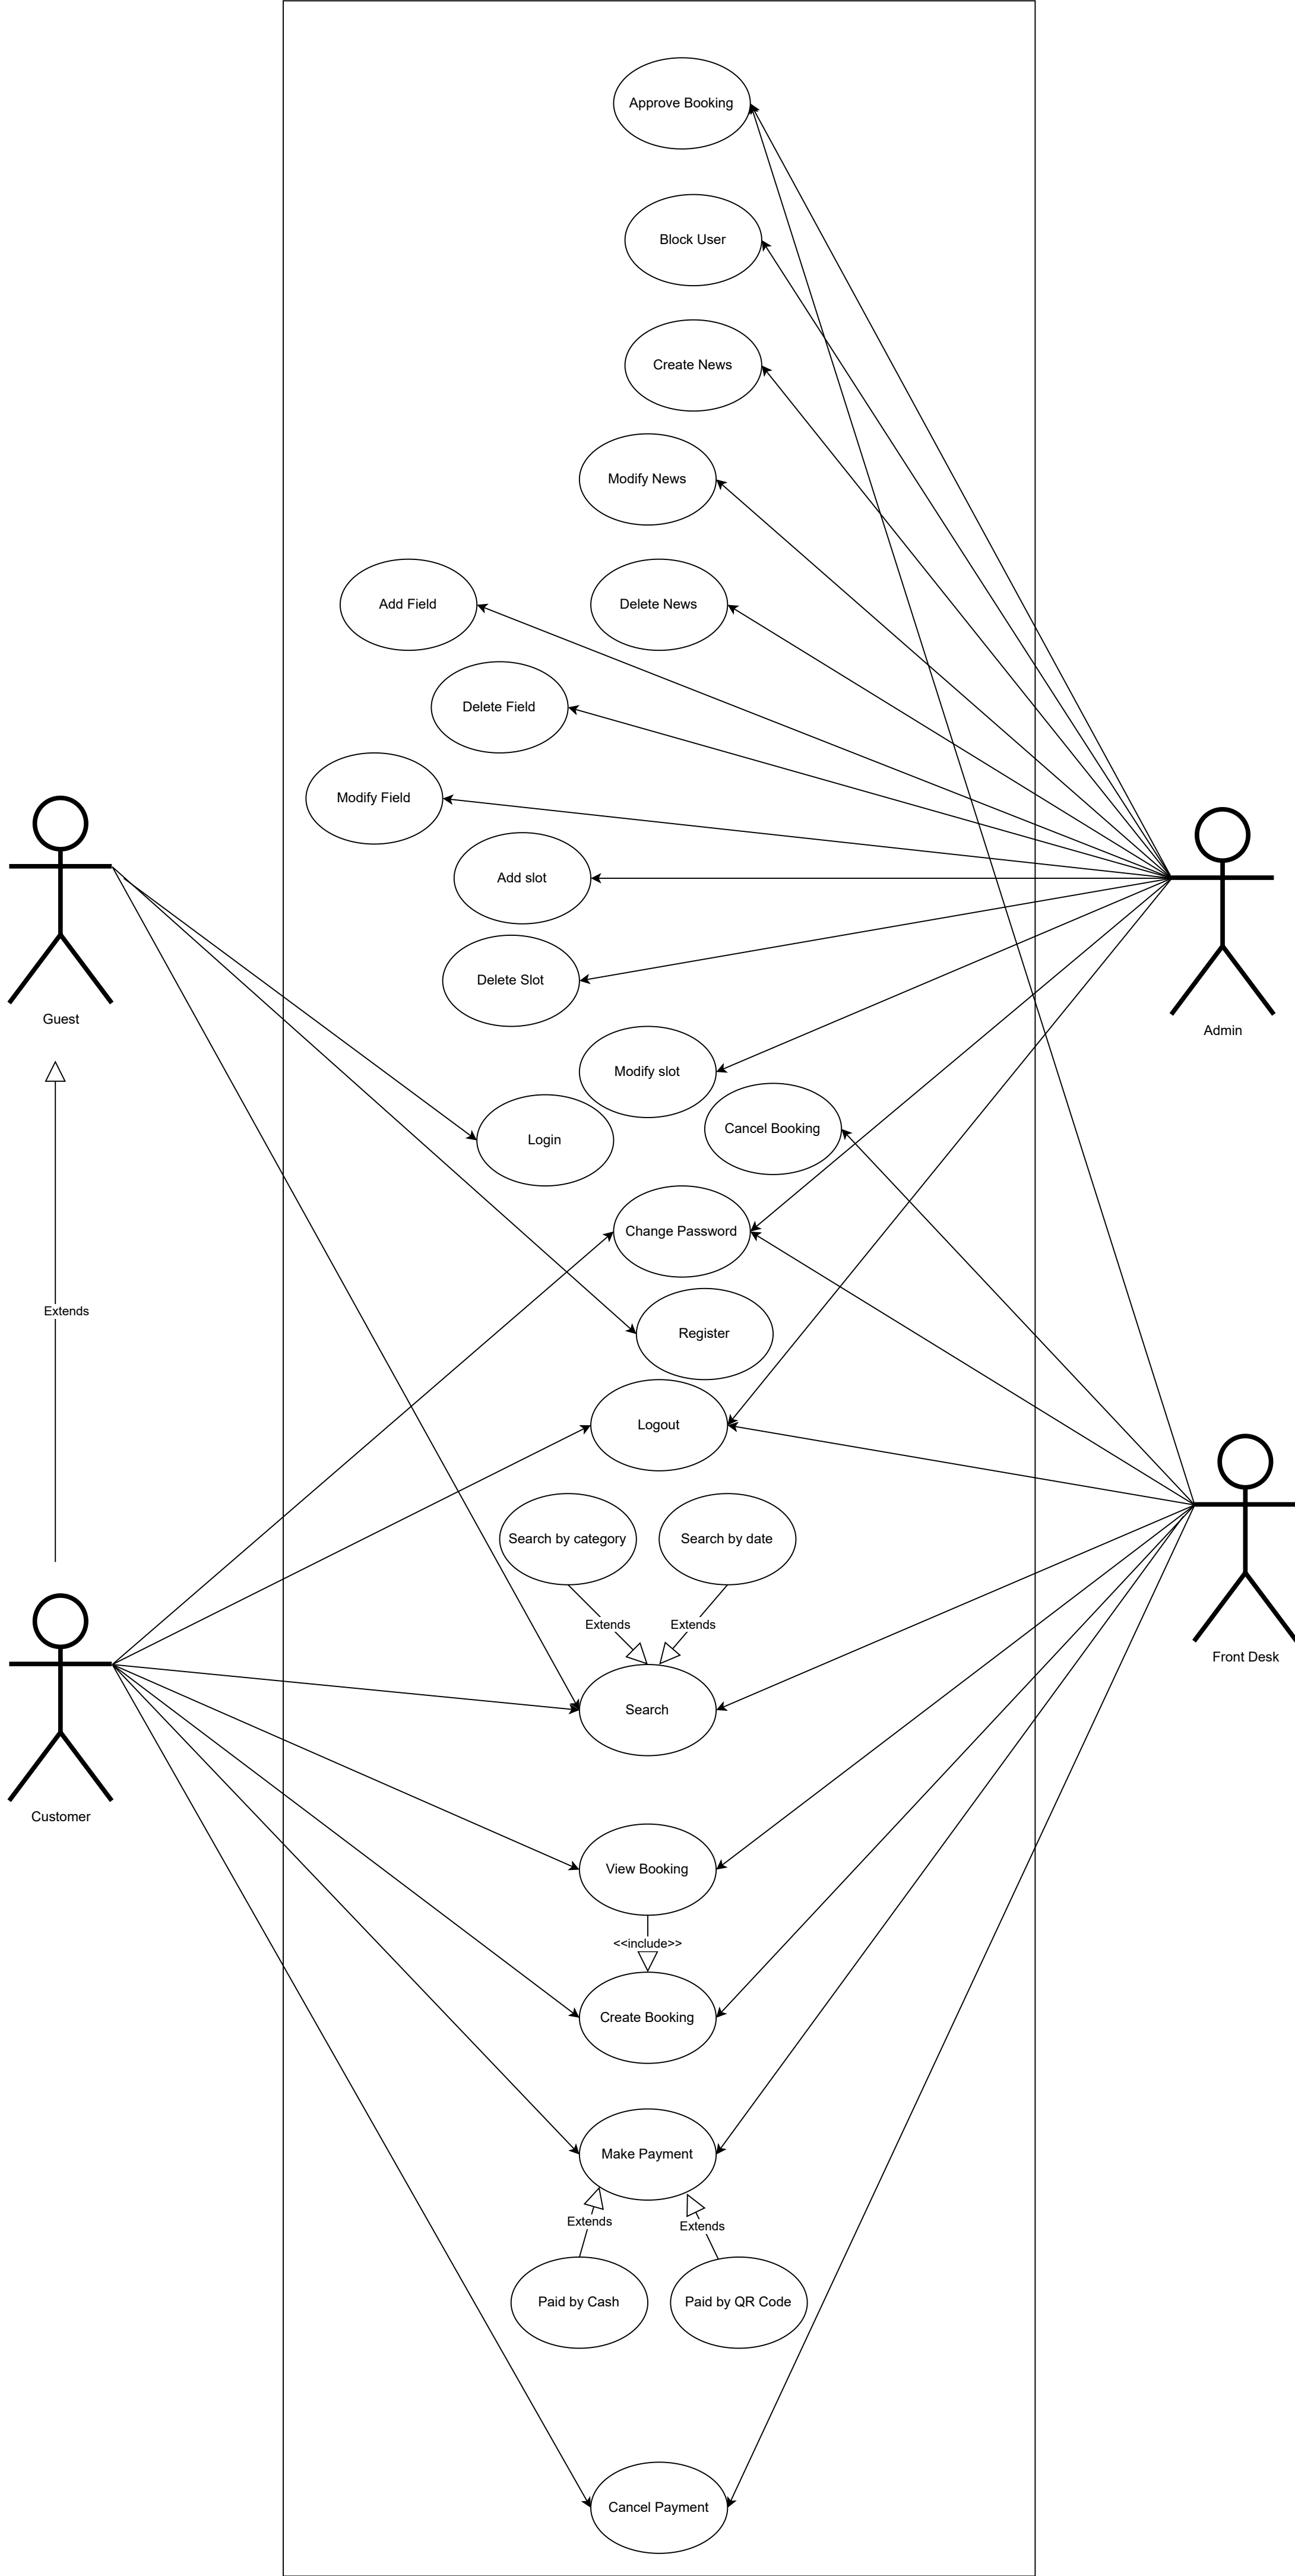 Approve Booking
Block User
Create News
Modify News
Add Field
Delete News
Delete Field
Modify Field
Add slot
Delete Slot
Guest
Admin
Modify slot
Cancel Booking
Login
Change Password
Extends
Register
Logout
Search by category
Search by date
Extends
Extends
Front Desk
Search
Customer
View Booking
<<include>>
Create Booking
Make Payment
Extends
Extends
Paid by Cash
Paid by QR Code
Cancel Payment